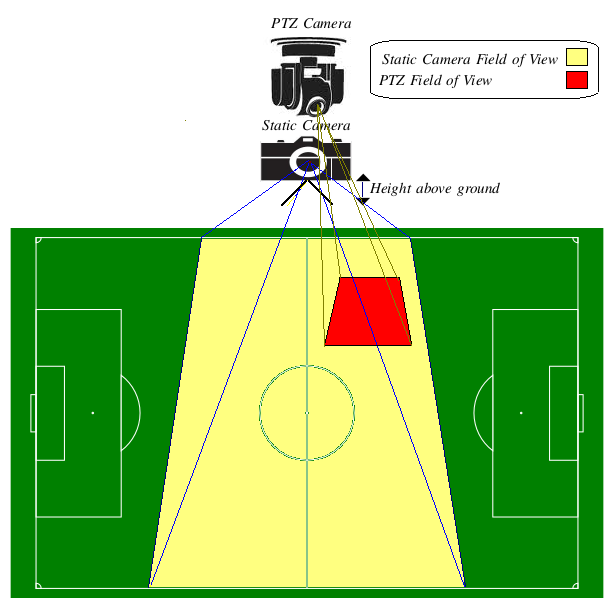 PTZ Camera
Static Camera Field of View
PTZ Field of View
Static Camera
Height above ground